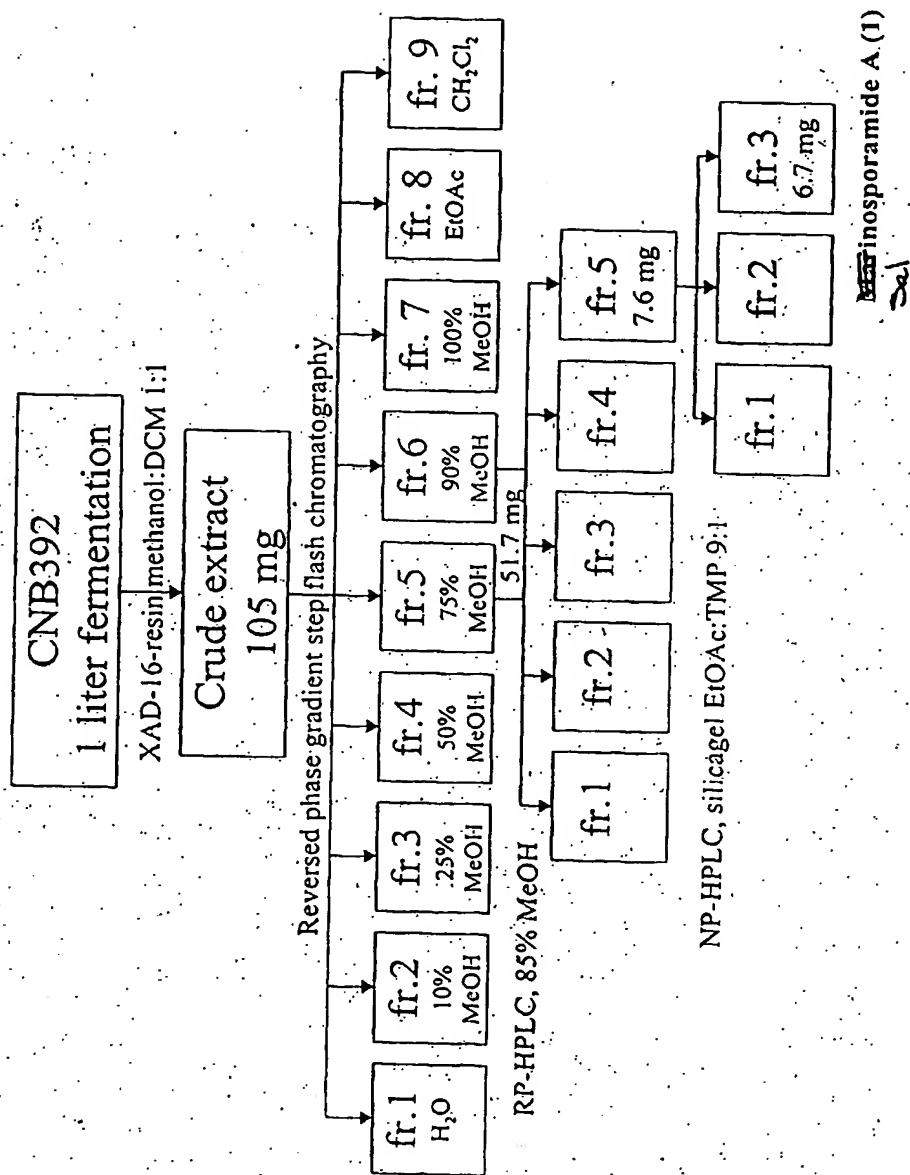 CNB392
1 liter fermentation
XAD-16-resin methanol:DCM 1:1
Crude extract
105 mg
Reversed phase gradient step flash chromatography
fr.1
H₂O
fr.2
10%
MeOH
fr.3
25%
MeOH
fr.4
50%
MeOH
fr.5
75%
MeOH
fr.6
90%
MeOH
fr. 7
100%
MeOH
fr. 8
EtOAc
fr. 9
CH₂Cl₂
51.7 mg
RP-HPLC, 85% MeOH
fr.1
fr.2
fr.3
fr.4
fr.5
7.6 mg
NP-HPLC, silicagel EtOAc:TMP 9:1
fr.1
fr.2
fr.3
6.7 mg
Marinosporamide A (1)
Sal